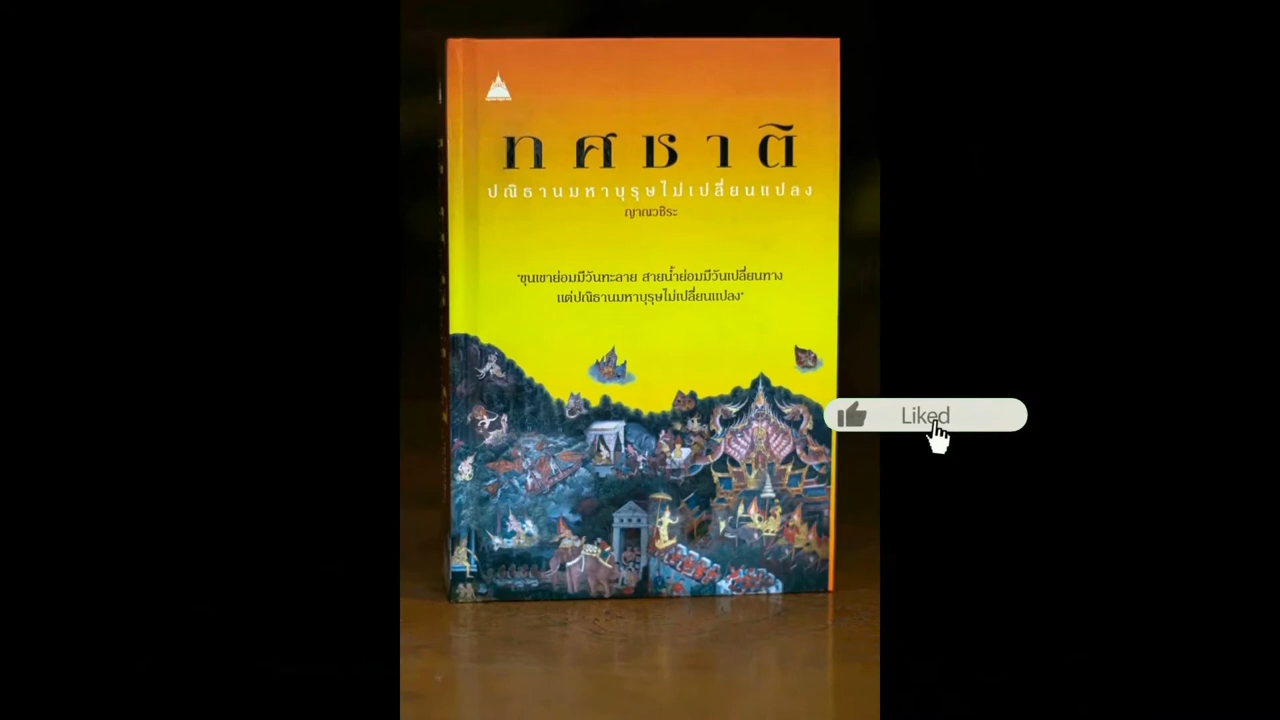 ทศชาติ
ปณิธานมหาบุรุษไม่เปลี่ยนแปลง
ญาณวชิระ
"ขุนเขาย่อมมีวันทะลาย สายน้ำย่อมมีวันเปลี่ยนทาง
แต่ปณิธานมหาบุรุษไม่เปลี่ยนแปลง"
Liked